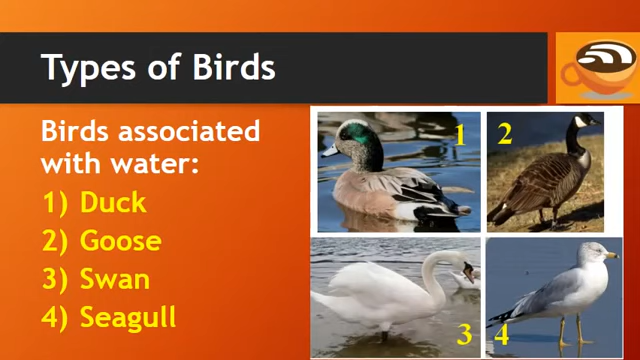 Types of Birds
Birds associated
with water:
1) Duck
2) Goose
3) Swan
4) Seagull
1
2
3
4